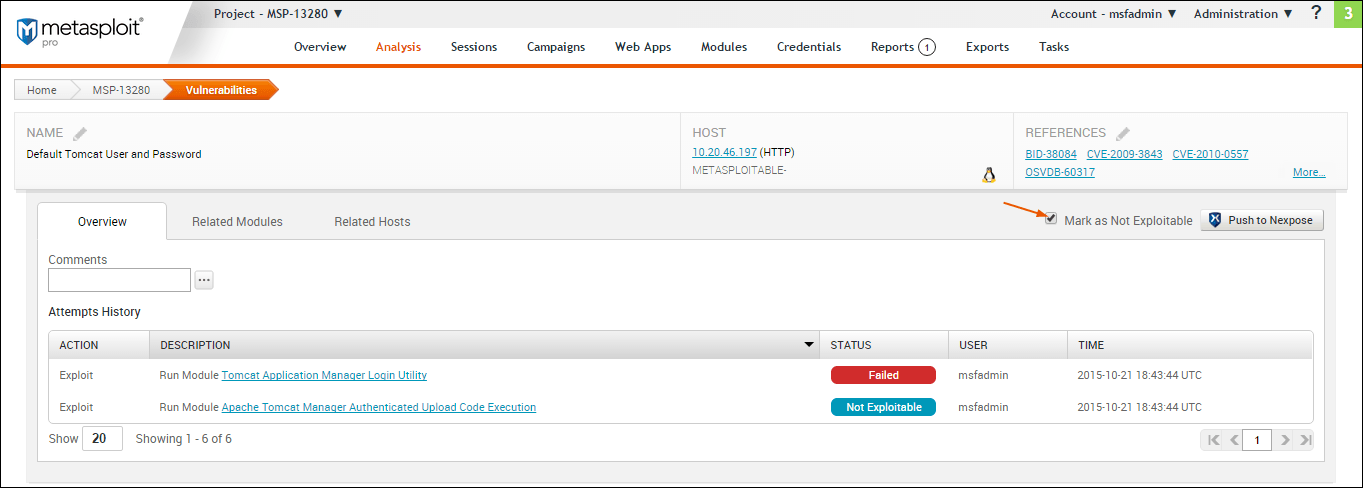 metasploit®
pro
Project - MSP-13280 ▼
Account - msfadmin ▼ Administration ▼ ? 3
Overview Analysis Sessions Campaigns Web Apps Modules Credentials Reports 1 Exports Tasks
Home MSP-13280 Vulnerabilities
NAME
Default Tomcat User and Password
HOST
10.20.46.197 (HTTP)
METASPLOITABLE-
REFERENCES
BID-38084 CVE-2009-3843 CVE-2010-0557
OSVDB-60317 More...
Overview Related Modules Related Hosts
Mark as Not Exploitable Push to Nexpose
Comments
...
Attempts History
ACTION DESCRIPTION STATUS USER TIME
Exploit Run Module Tomcat Application Manager Login Utility Failed msfadmin 2015-10-21 18:43:44 UTC
Exploit Run Module Apache Tomcat Manager Authenticated Upload Code Execution Not Exploitable msfadmin 2015-10-21 18:43:44 UTC
Show 20 Showing 1 - 6 of 6 1